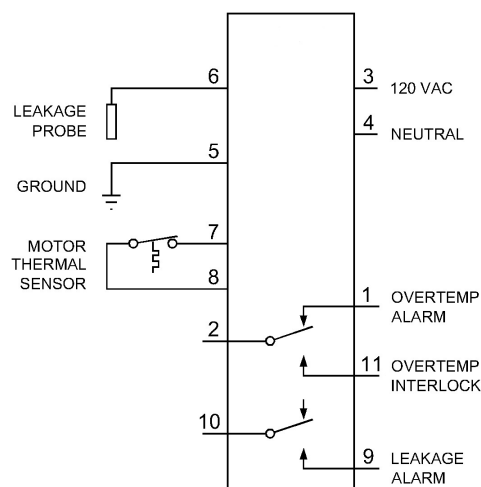 6
LEAKAGE
PROBE
5
GROUND
MOTOR
THERMAL
SENSOR
7
8
2
10
3
120 VAC
4
NEUTRAL
1
OVERTEMP
ALARM
11
OVERTEMP
INTERLOCK
9
LEAKAGE
ALARM